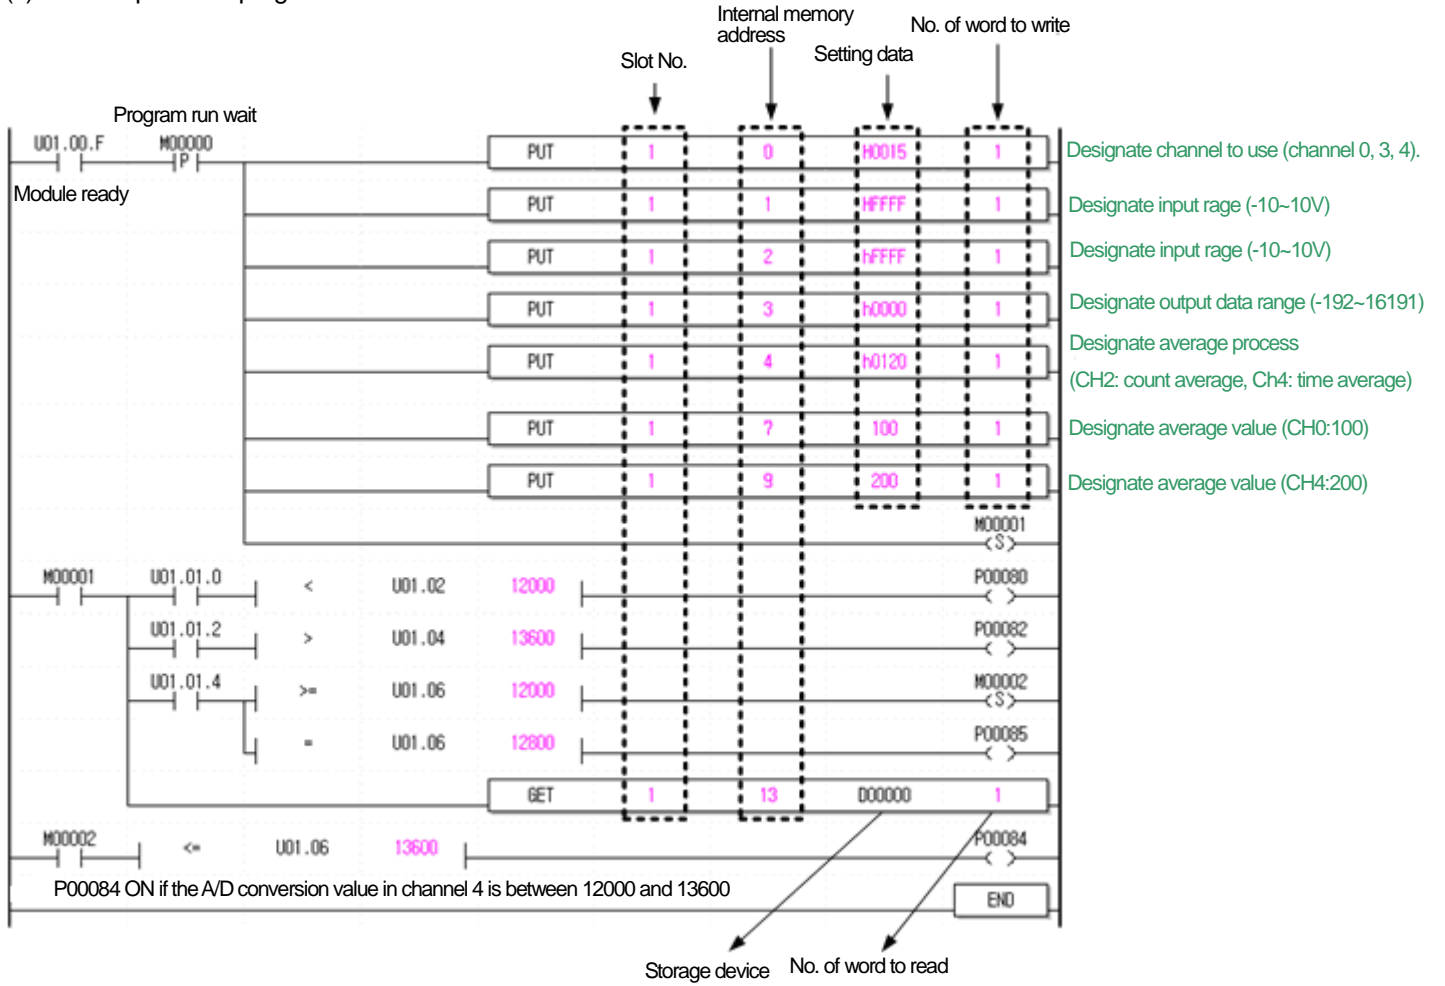 Internal memory
address
No. of word to write
Setting data
Slot No.
Program run wait
U01.00.F M00000 P PUT 1 0 H0015 1 Designate channel to use (channel 0, 3, 4).
Module ready
PUT 1 1 HFFFF 1 Designate input rage (-10~10V)
PUT 1 2 hFFFF 1 Designate input rage (-10~10V)
PUT 1 3 h0000 1 Designate output data range (-192~16191)
Designate average process
PUT 1 4 h0120 1
(CH2: count average, Ch4: time average)
PUT 1 7 100 1 Designate average value (CH0:100)
PUT 1 9 200 1 Designate average value (CH4:200)
M00001
S
M00001 U01.01.0 < U01.02 12000 P00080
U01.01.2 > U01.04 13600 P00082
U01.01.4 >= U01.06 12000 M00002
S
= U01.06 12800 P00085
GET 1 13 D00000 1
M00002 <= U01.06 13600 P00084
P00084 ON if the A/D conversion value in channel 4 is between 12000 and 13600
END
Storage device No. of word to read